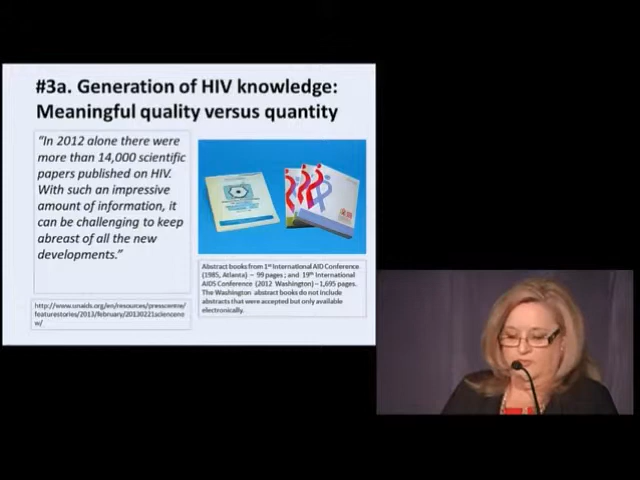 #3a. Generation of HIV knowledge:
Meaningful quality versus quantity
“In 2012 alone there were
more than 14,000 scientific
papers published on HIV.
With such an impressive
amount of information, it
can be challenging to keep
abreast of all the new
developments.”
http://www.unaids.org/en/resources/presscentre/
featurestories/2013/february/20130221sciencene
w/
Abstract books from 1st International AID Conference
(1985, Atlanta) – 99 pages ; and 19th International
AIDS Conference (2012 Washington) – 1,695 pages.
The Washington abstract books do not include
abstracts that were accepted but only available
electronically.